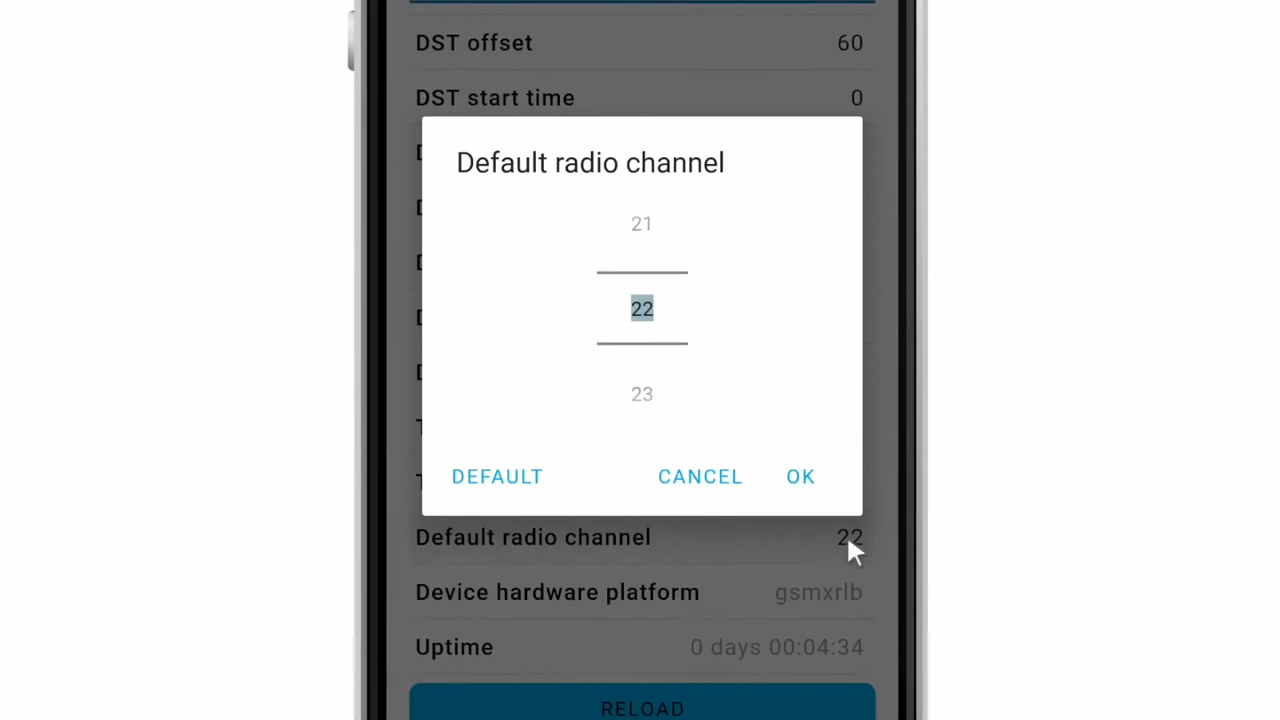 DST offset 60
DST start time 0
Default radio channel
21
22
23
DEFAULT CANCEL OK
Default radio channel 22
Device hardware platform gsmxrlb
Uptime 0 days 00:04:34
RELOAD